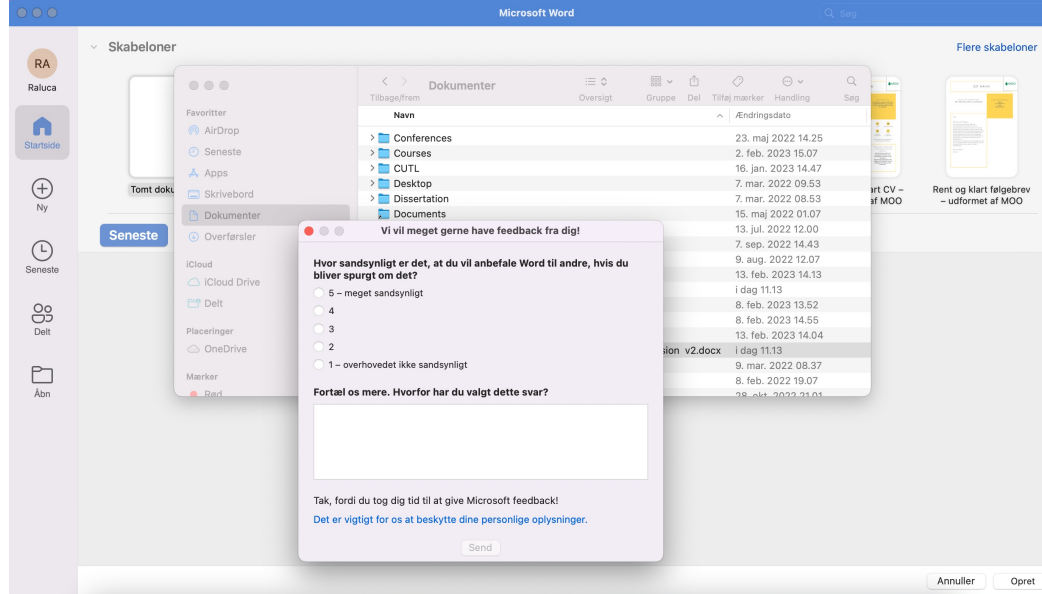 Microsoft Word
Søg
Skabeloner
Flere skabeloner
RA
Raluca
Startside
Ny
Seneste
Delt
Åbn
Tomt doku
Rent og klart følgebrev
– udformet af MOO
art CV –
af MOO
Seneste
Dokumenter
Tilbage/frem
Oversigt
Gruppe
Del
Tilføj mærker
Handling
Søg
Favoritter
AirDrop
Seneste
Apps
Skrivebord
Dokumenter
Overførsler
iCloud
iCloud Drive
Delt
Placeringer
OneDrive
Mærker
Rød
Navn
Ændringsdato
Conferences 23. maj 2022 14.25
Courses 2. feb. 2023 15.07
CUTL 16. jan. 2023 14.47
Desktop 7. mar. 2022 09.53
Dissertation 7. mar. 2022 08.53
Documents 15. maj 2022 01.07
13. jul. 2022 12.00
7. sep. 2022 14.43
9. aug. 2022 12.07
13. feb. 2023 14.13
i dag 11.13
8. feb. 2023 13.52
8. feb. 2023 14.55
13. feb. 2023 14.04
sion v2.docx i dag 11.13
9. mar. 2022 08.37
8. feb. 2023 19.07
28. okt. 2022 21.01
Vi vil meget gerne have feedback fra dig!
Hvor sandsynligt er det, at du vil anbefale Word til andre, hvis du
bliver spurgt om det?
5 – meget sandsynligt
4
3
2
1 – overhovedet ikke sandsynligt
Fortæl os mere. Hvorfor har du valgt dette svar?
Tak, fordi du tog dig tid til at give Microsoft feedback!
Det er vigtigt for os at beskytte dine personlige oplysninger.
Send
Annuller
Opret